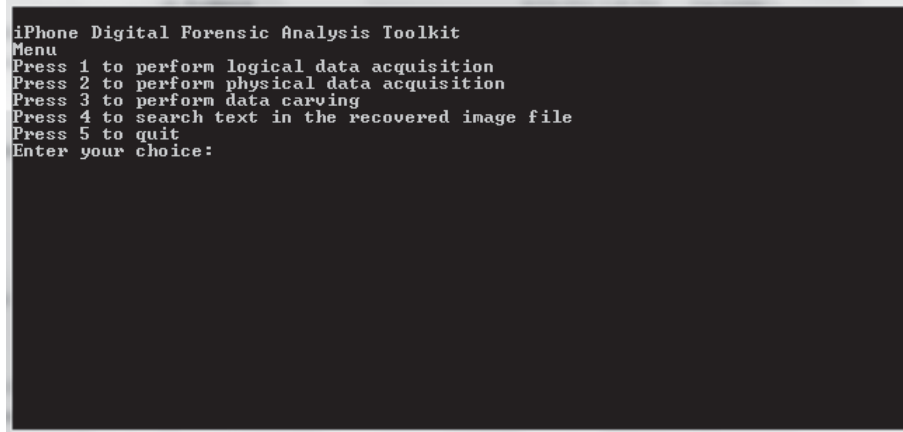 iPhone Digital Forensic Analysis Toolkit
Menu
Press 1 to perform logical data acquisition
Press 2 to perform physical data acquisition
Press 3 to perform data carving
Press 4 to search text in the recovered image file
Press 5 to quit
Enter your choice: